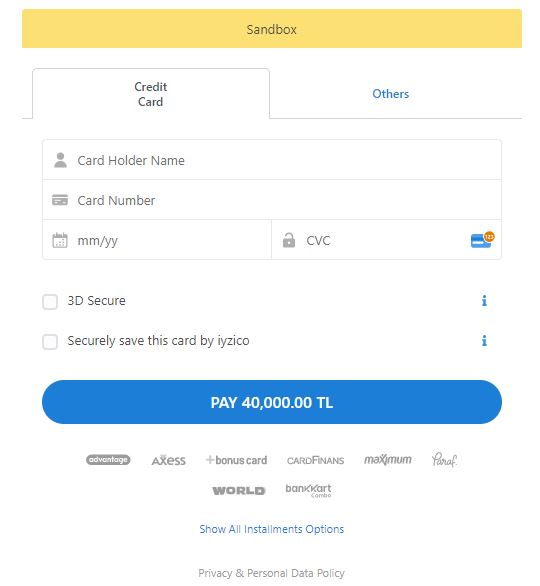 Sandbox
Credit
Card
Others
Card Holder Name
Card Number
mm/yy
CVC
123
3D Secure
i
Securely save this card by iyzico
i
PAY 40,000.00 TL
advantage
AXess
+bonus card
CARDFINANS
maximum
Paraf
WORLD
bankKart
Combo
Show All Installments Options
Privacy & Personal Data Policy